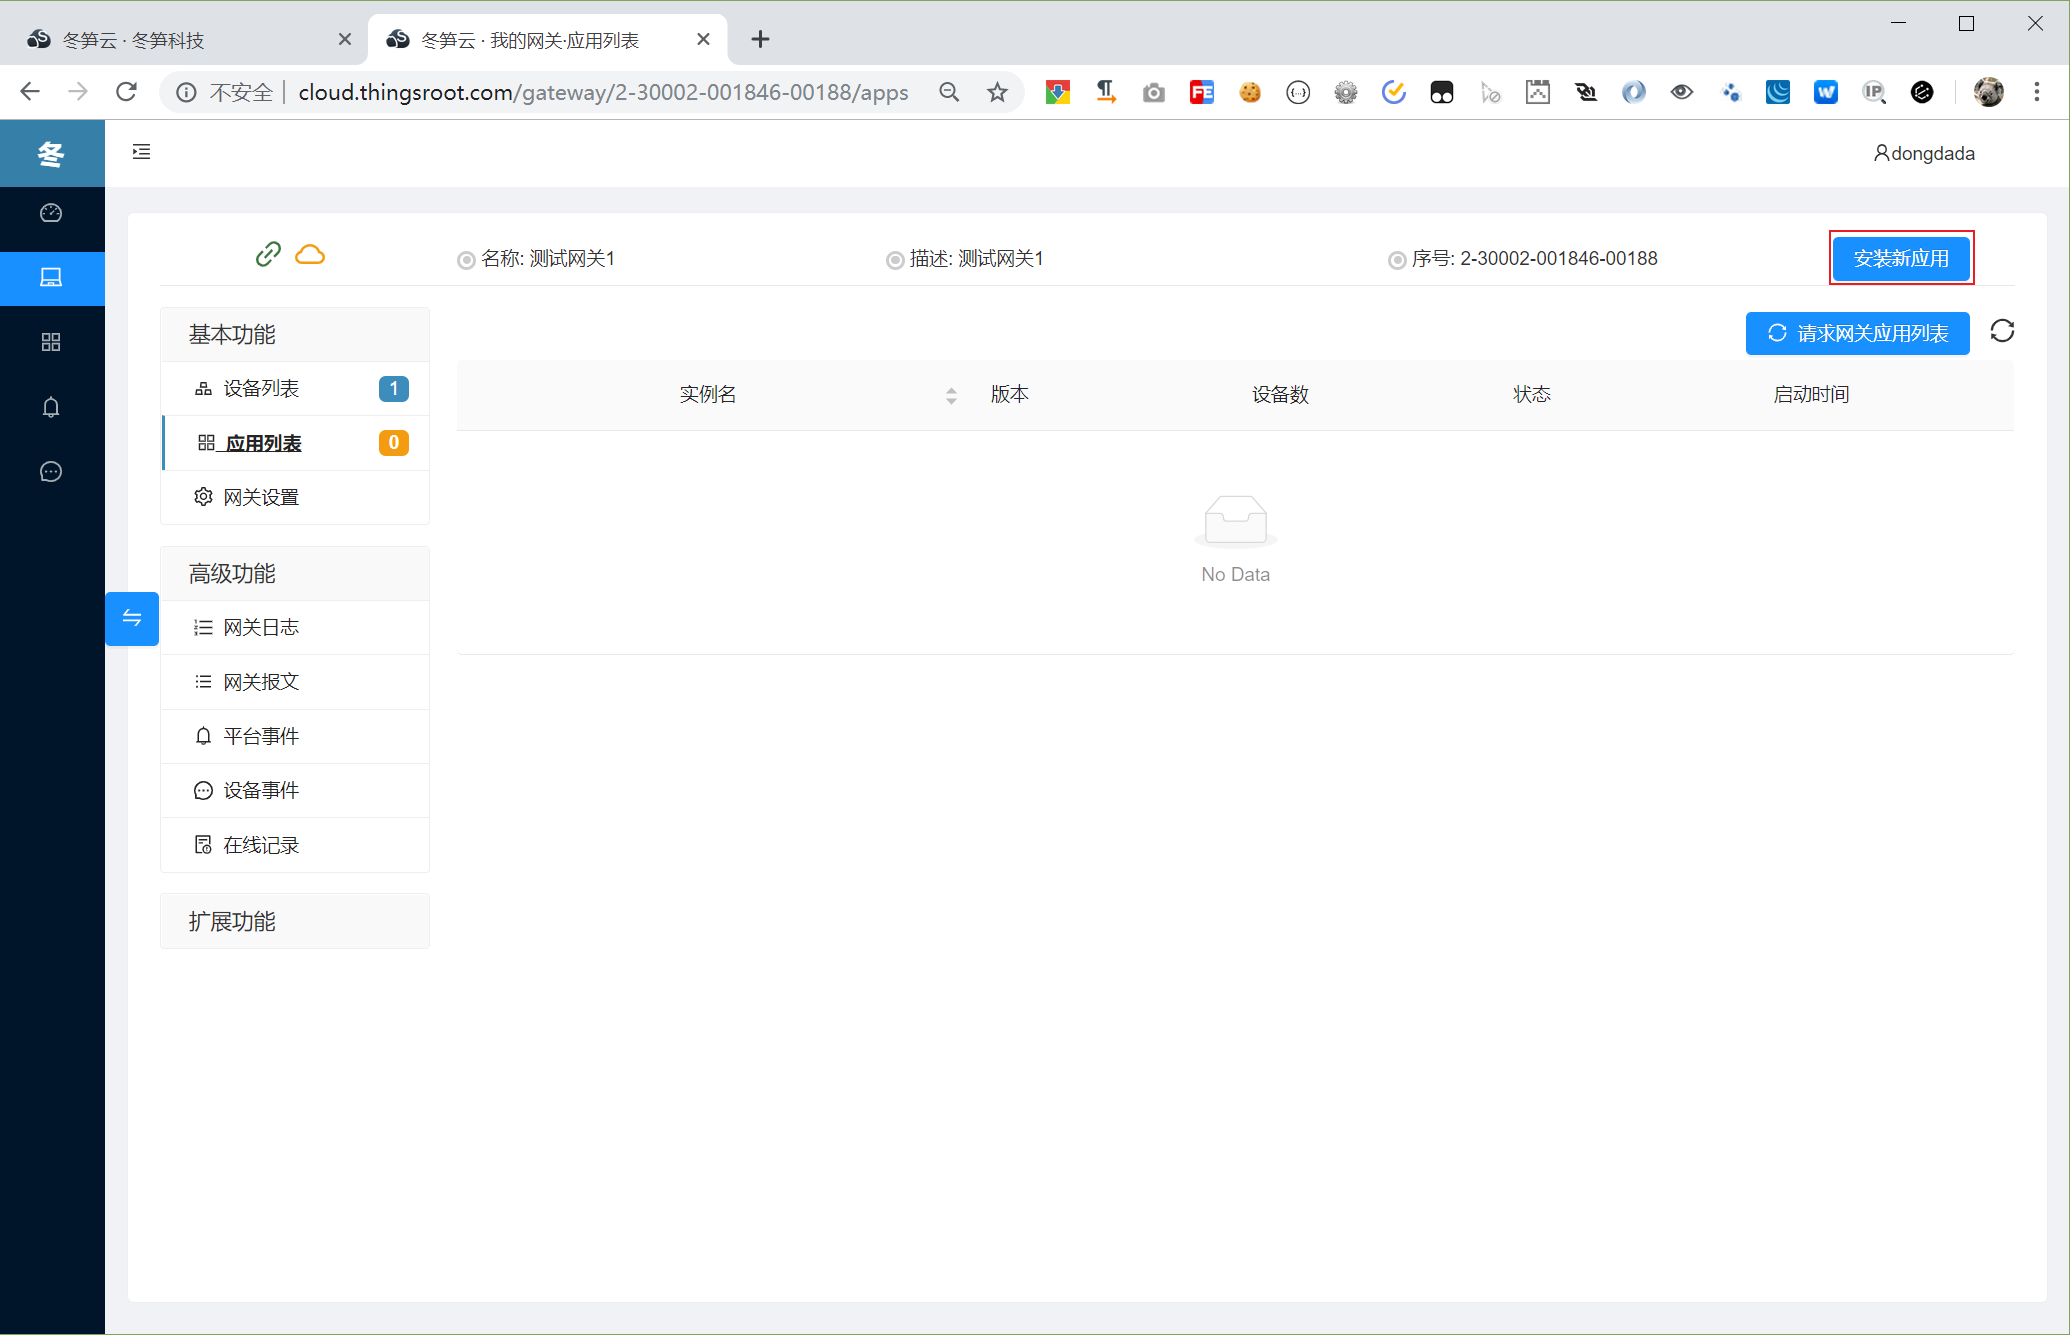 冬笋云 · 冬笋科技
冬笋云 · 我的网关·应用列表
不安全 cloud.thingsroot.com/gateway/2-30002-001846-00188/apps
冬
dongdada
名称: 测试网关1
描述: 测试网关1
序号: 2-30002-001846-00188
安装新应用
基本功能
设备列表 1
应用列表 0
网关设置
高级功能
网关日志
网关报文
平台事件
设备事件
在线记录
扩展功能
请求网关应用列表
实例名 版本 设备数 状态 启动时间
No Data